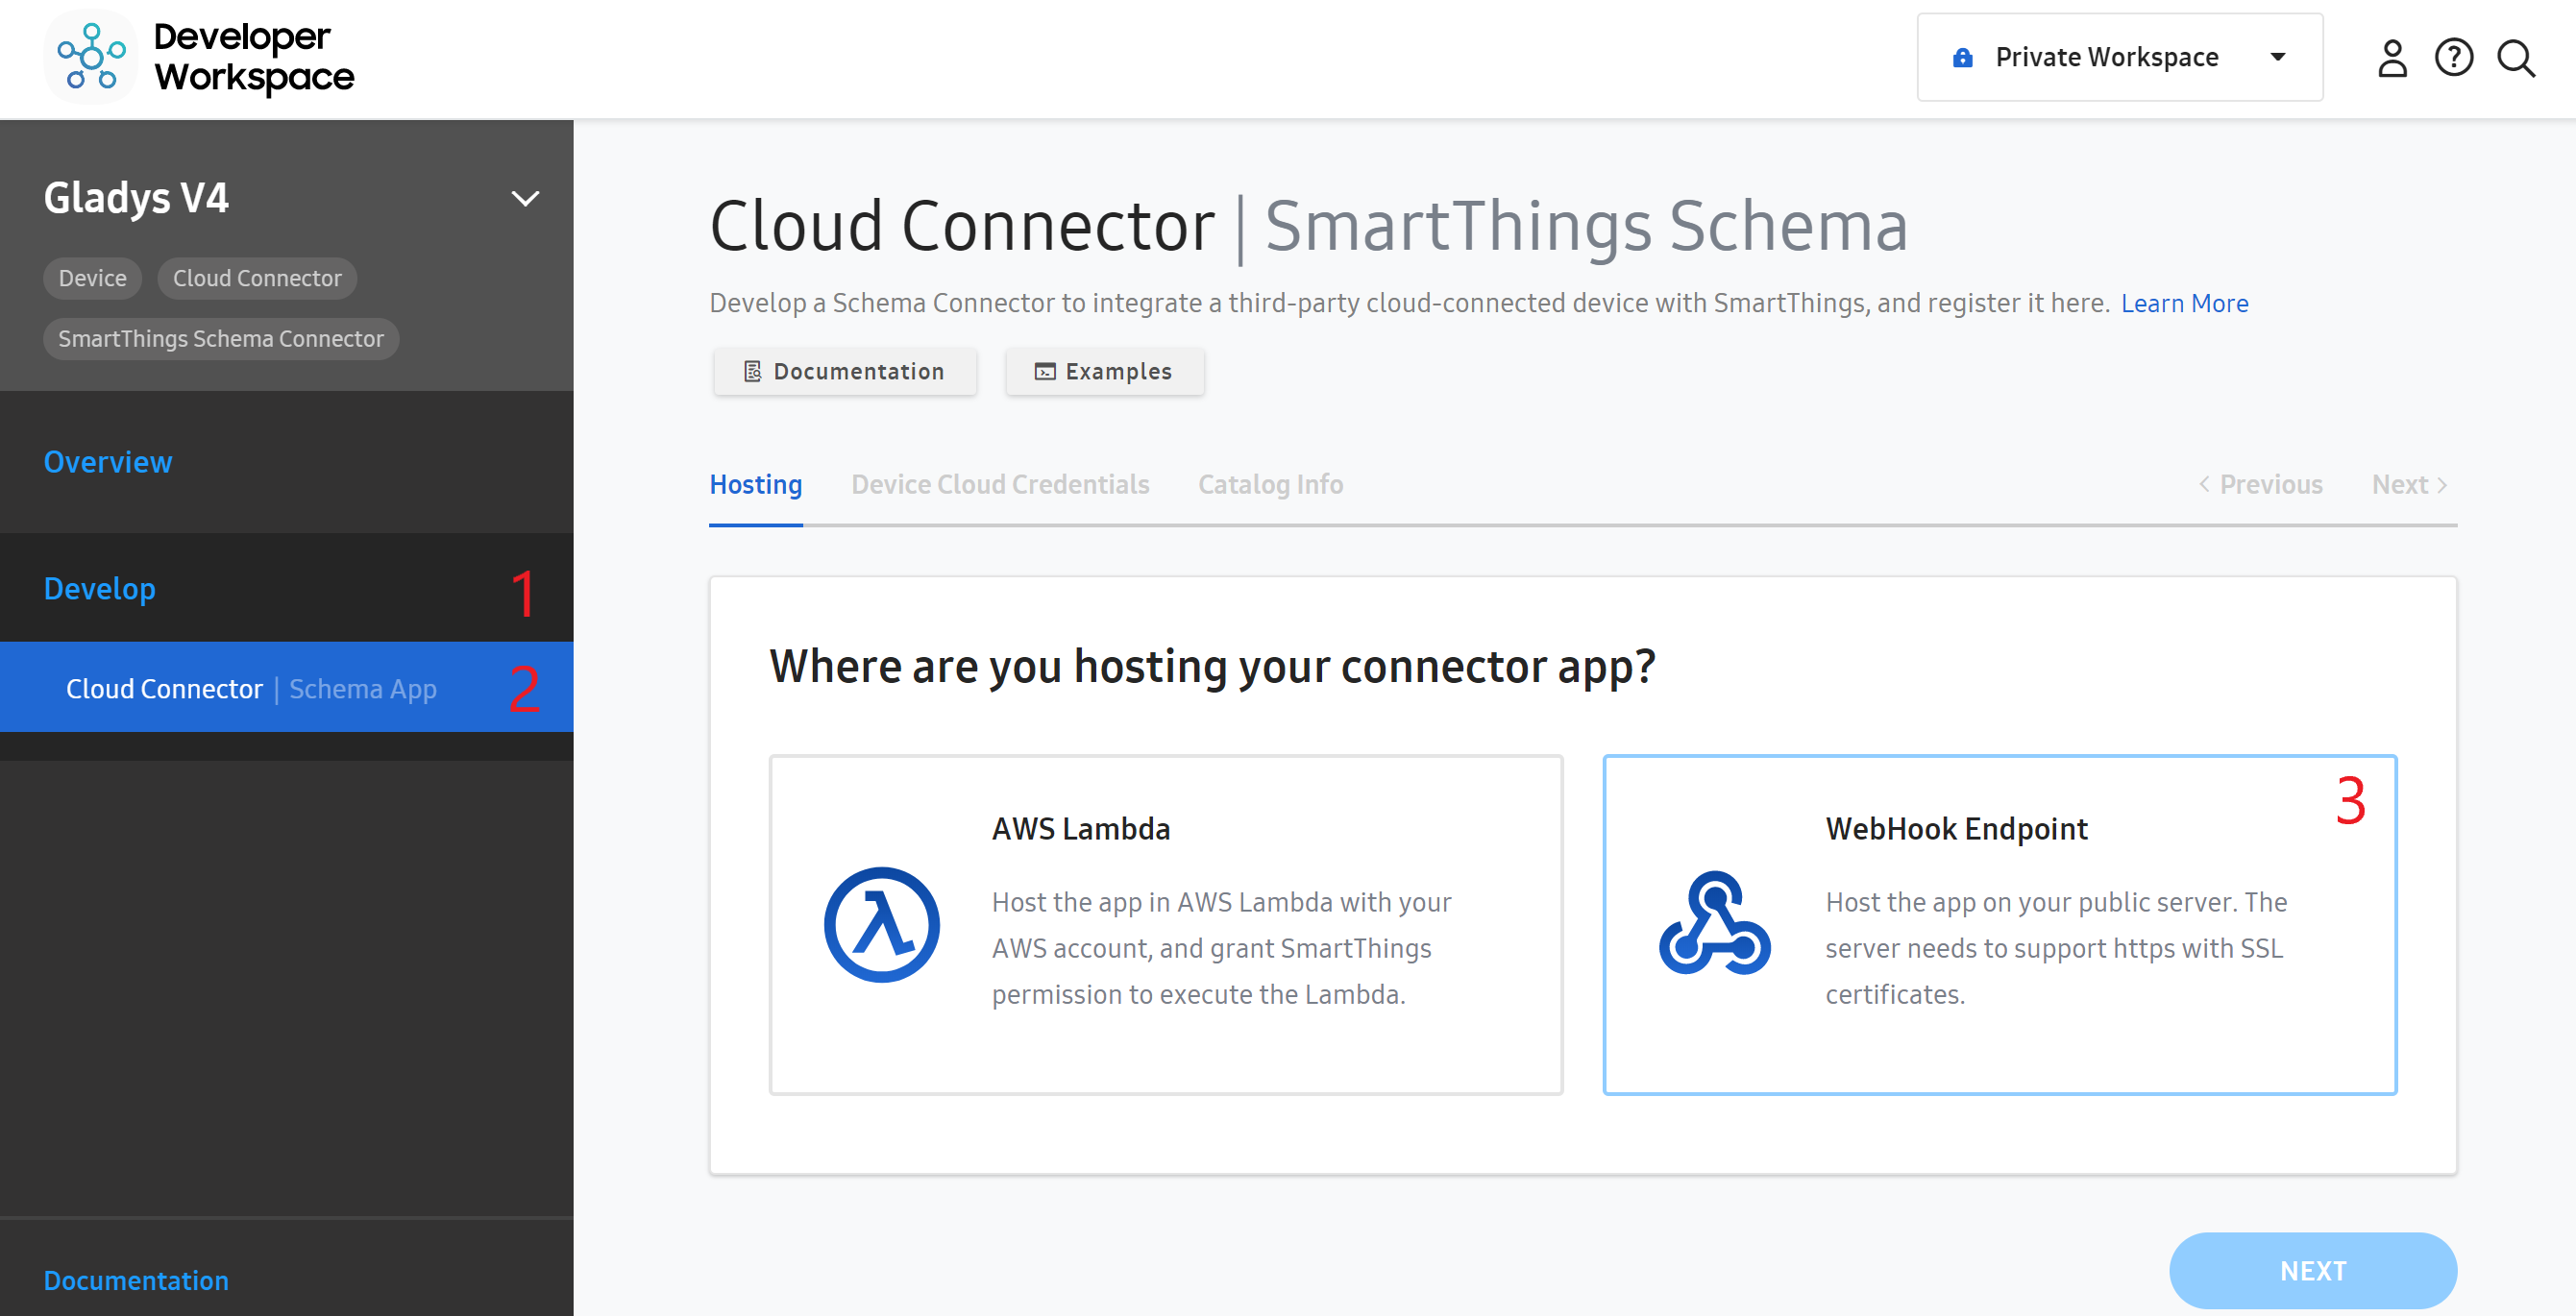 Developer
Workspace
Private Workspace
Gladys V4
Device
Cloud Connector
SmartThings Schema Connector
Overview
Develop
1
Cloud Connector | Schema App
2
Documentation
Cloud Connector | SmartThings Schema
Develop a Schema Connector to integrate a third-party cloud-connected device with SmartThings, and register it here. Learn More
Documentation
Examples
Hosting
Device Cloud Credentials
Catalog Info
Previous
Next
Where are you hosting your connector app?
AWS Lambda
Host the app in AWS Lambda with your
AWS account, and grant SmartThings
permission to execute the Lambda.
3
WebHook Endpoint
Host the app on your public server. The
server needs to support https with SSL
certificates.
NEXT